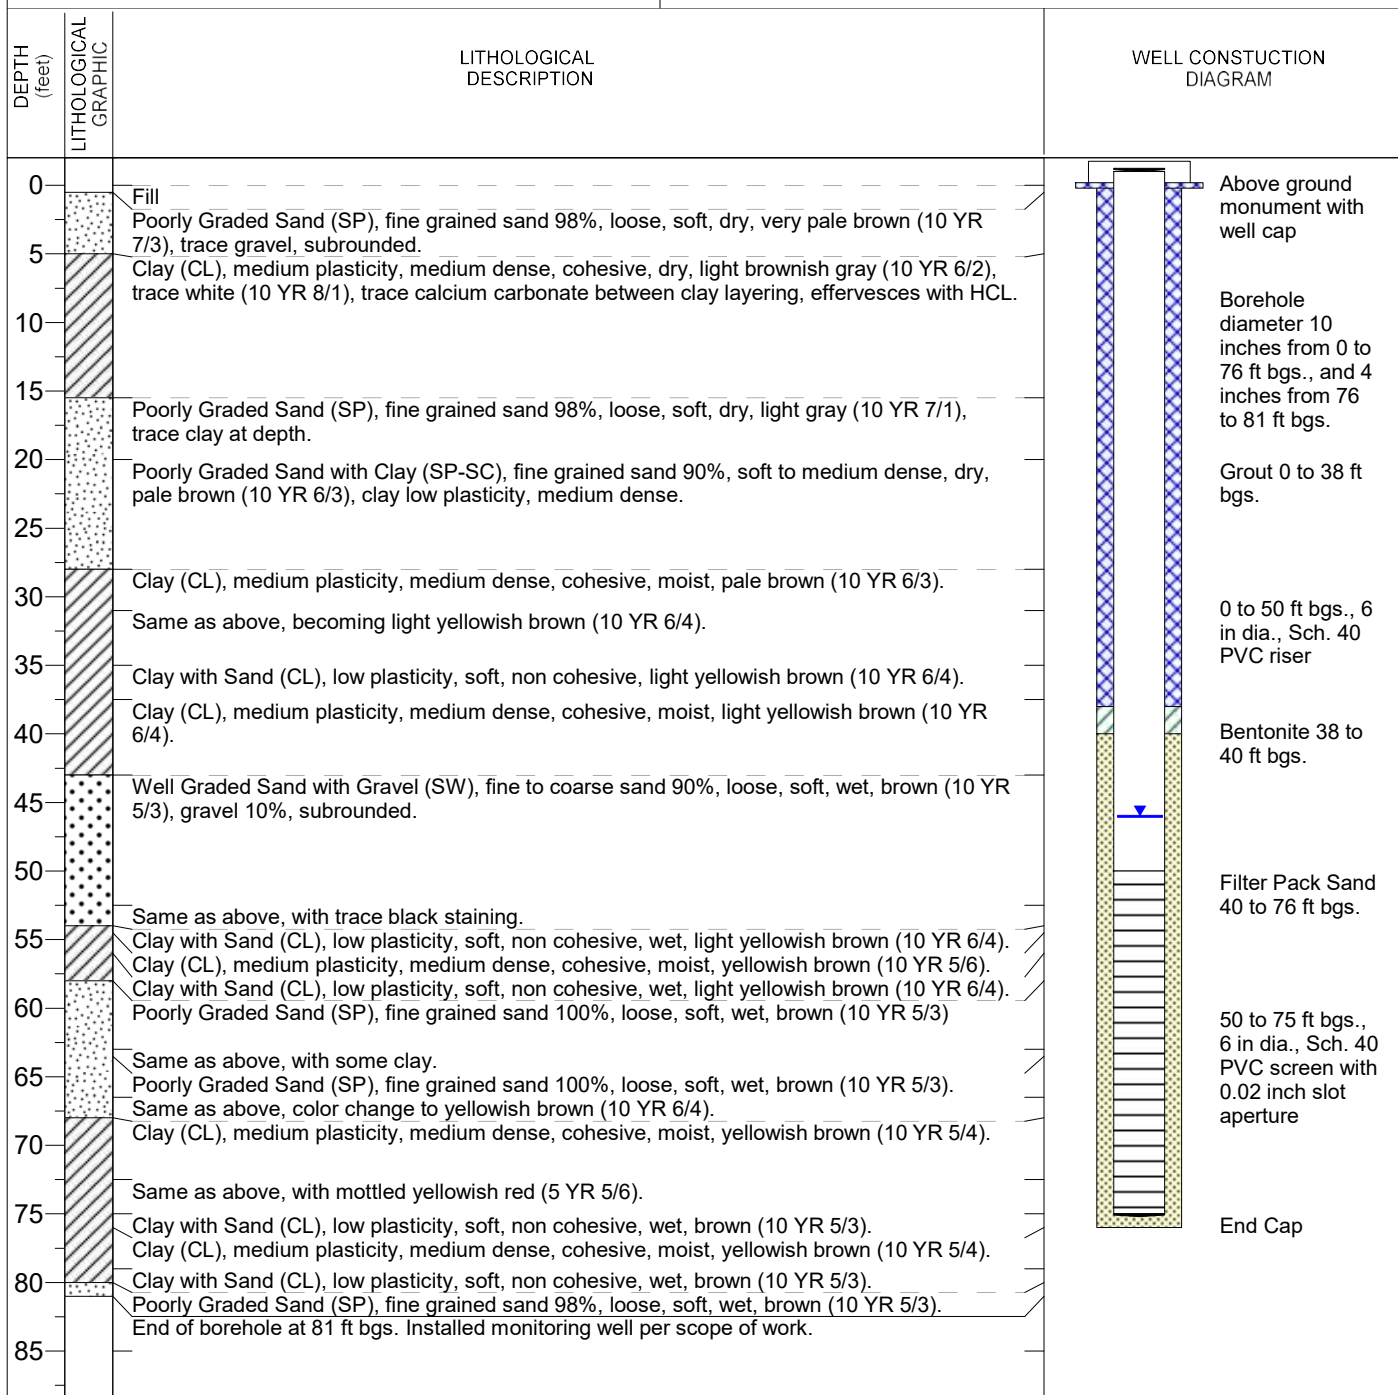 DEPTH
(feet)
LITHOLOGICAL
GRAPHIC
LITHOLOGICAL
DESCRIPTION
WELL CONSTUCTION
DIAGRAM
0
5
10
15
20
25
30
35
40
45
50
55
60
65
70
75
80
85
Fill
Poorly Graded Sand (SP), fine grained sand 98%, loose, soft, dry, very pale brown (10 YR
7/3), trace gravel, subrounded.
Clay (CL), medium plasticity, medium dense, cohesive, dry, light brownish gray (10 YR 6/2),
trace white (10 YR 8/1), trace calcium carbonate between clay layering, effervesces with HCL.
Poorly Graded Sand (SP), fine grained sand 98%, loose, soft, dry, light gray (10 YR 7/1),
trace clay at depth.
Poorly Graded Sand with Clay (SP-SC), fine grained sand 90%, soft to medium dense, dry,
pale brown (10 YR 6/3), clay low plasticity, medium dense.
Clay (CL), medium plasticity, medium dense, cohesive, moist, pale brown (10 YR 6/3).
Same as above, becoming light yellowish brown (10 YR 6/4).
Clay with Sand (CL), low plasticity, soft, non cohesive, light yellowish brown (10 YR 6/4).
Clay (CL), medium plasticity, medium dense, cohesive, moist, light yellowish brown (10 YR
6/4).
Well Graded Sand with Gravel (SW), fine to coarse sand 90%, loose, soft, wet, brown (10 YR
5/3), gravel 10%, subrounded.
Same as above, with trace black staining.
Clay with Sand (CL), low plasticity, soft, non cohesive, wet, light yellowish brown (10 YR 6/4).
Clay (CL), medium plasticity, medium dense, cohesive, moist, yellowish brown (10 YR 5/6).
Clay with Sand (CL), low plasticity, soft, non cohesive, wet, light yellowish brown (10 YR 6/4).
Poorly Graded Sand (SP), fine grained sand 100%, loose, soft, wet, brown (10 YR 5/3)
Same as above, with some clay.
Poorly Graded Sand (SP), fine grained sand 100%, loose, soft, wet, brown (10 YR 5/3).
Same as above, color change to yellowish brown (10 YR 6/4).
Clay (CL), medium plasticity, medium dense, cohesive, moist, yellowish brown (10 YR 5/4).
Same as above, with mottled yellowish red (5 YR 5/6).
Clay with Sand (CL), low plasticity, soft, non cohesive, wet, brown (10 YR 5/3).
Clay (CL), medium plasticity, medium dense, cohesive, moist, yellowish brown (10 YR 5/4).
Clay with Sand (CL), low plasticity, soft, non cohesive, wet, brown (10 YR 5/3).
Poorly Graded Sand (SP), fine grained sand 98%, loose, soft, wet, brown (10 YR 5/3).
End of borehole at 81 ft bgs. Installed monitoring well per scope of work.
Above ground
monument with
well cap
Borehole
diameter 10
inches from 0 to
76 ft bgs., and 4
inches from 76
to 81 ft bgs.
Grout 0 to 38 ft
bgs.
0 to 50 ft bgs., 6
in dia., Sch. 40
PVC riser
Bentonite 38 to
40 ft bgs.
Filter Pack Sand
40 to 76 ft bgs.
50 to 75 ft bgs.,
6 in dia., Sch. 40
PVC screen with
0.02 inch slot
aperture
End Cap